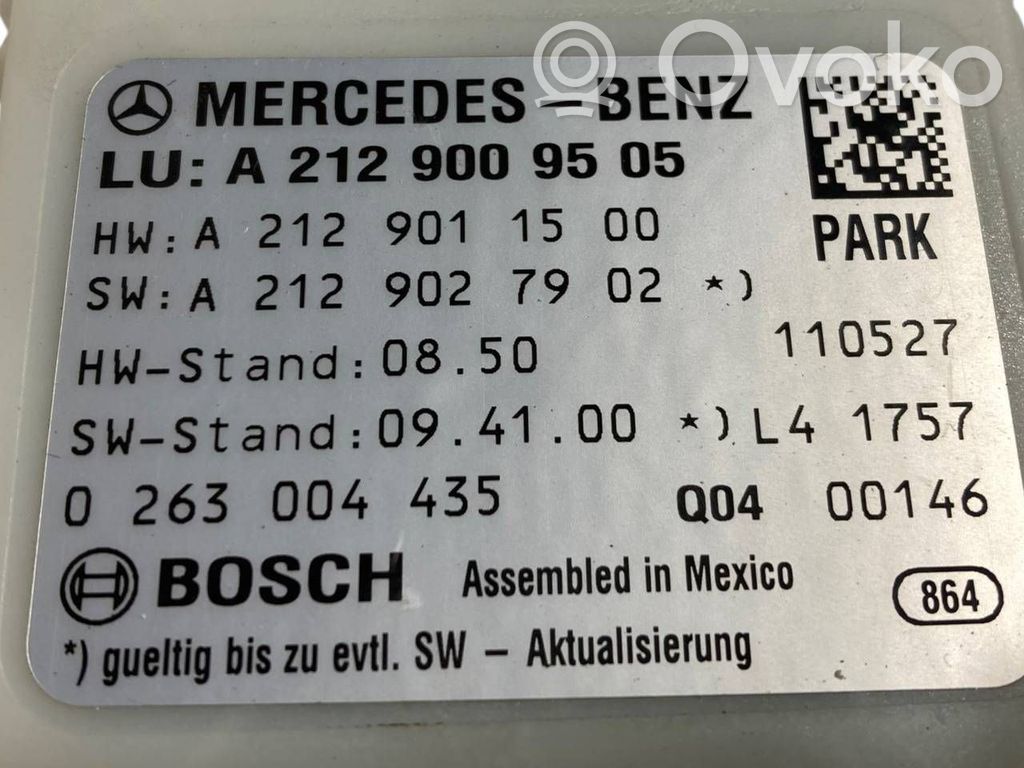 Ovoko
MERCEDES-BENZ
LU: A 212 900 95 05
HW: A 212 901 15 00
PARK
SW: A 212 902 79 02 *)
HW-Stand: 08.50 110527
SW-Stand: 09.41.00 *) L4 1757
0 263 004 435 Q04 00146
BOSCH Assembled in Mexico 864
*) gueltig bis zu evtl. SW - Aktualisierung